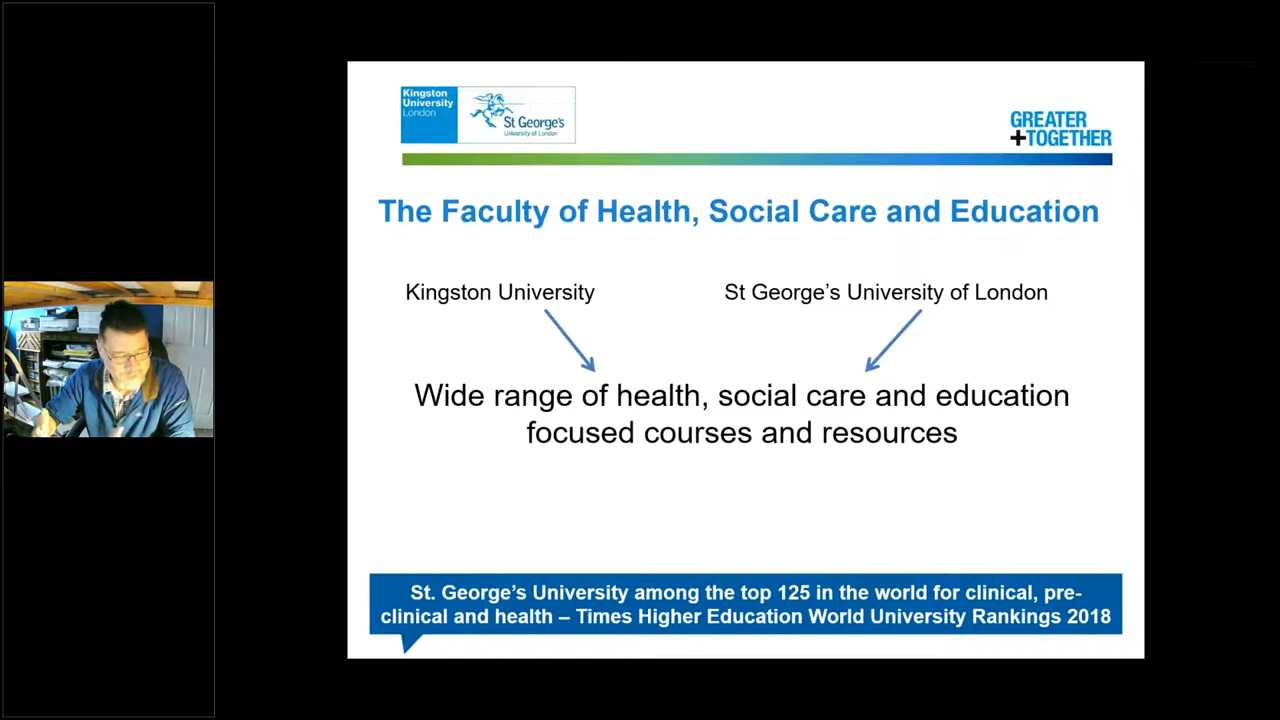 Kingston
University
London
St George's
University of London
GREATER
+TOGETHER
The Faculty of Health, Social Care and Education
Kingston University
St George’s University of London
Wide range of health, social care and education
focused courses and resources
St. George’s University among the top 125 in the world for clinical, pre-
clinical and health – Times Higher Education World University Rankings 2018